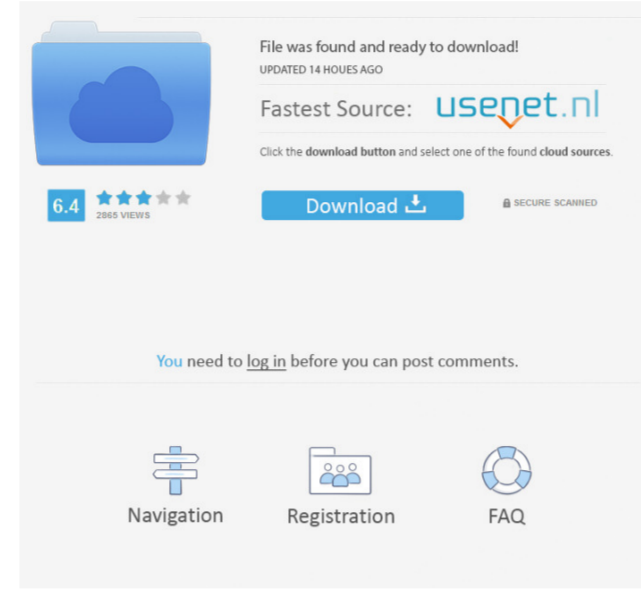 File was found and ready to download!
UPDATED 14 HOUES AGO
Fastest Source: usenet.nl
Click the download button and select one of the found cloud sources.
6.4
2865 VIEWS
Download
SECURE SCANNED
You need to log in before you can post comments.
Navigation
Registration
FAQ